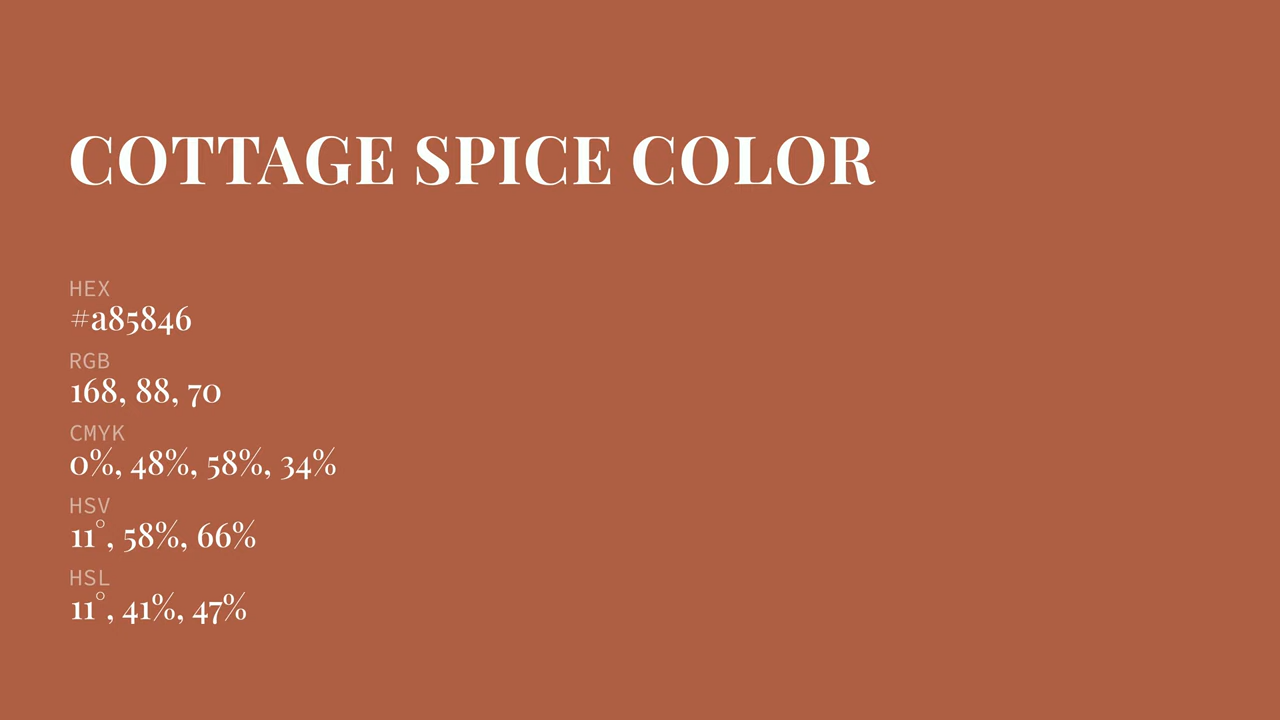 COTTAGE SPICE COLOR
HEX
#a85846
RGB
168, 88, 70
CMYK
0%, 48%, 58%, 34%
HSV
11°, 58%, 66%
HSL
11°, 41%, 47%